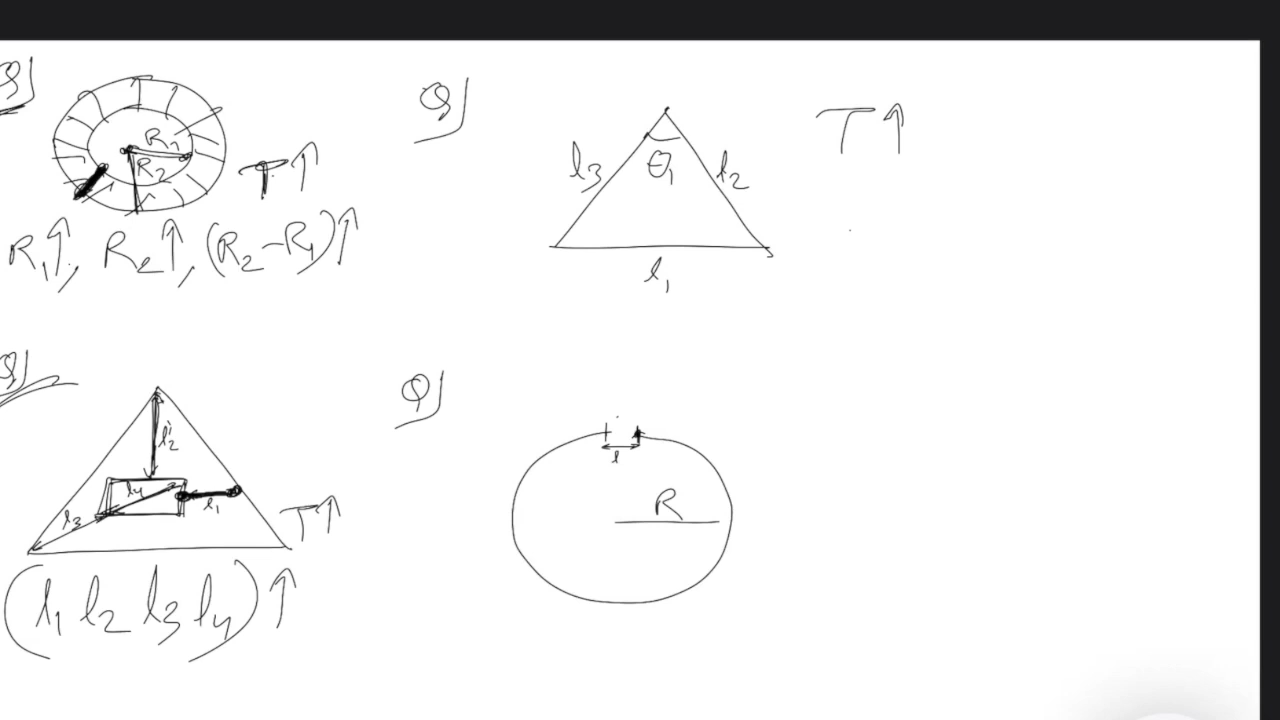 Q]
R₁
R₂
T↑
R₁↑, R₂↑, (R₂-R₁)↑
Q]
l₃
θ₁
l₂
l₁
T↑
Q]
l₂
l₄
l₁
l₃
T↑
(l₁ l₂ l₃ l₄)↑
Q]
l
R